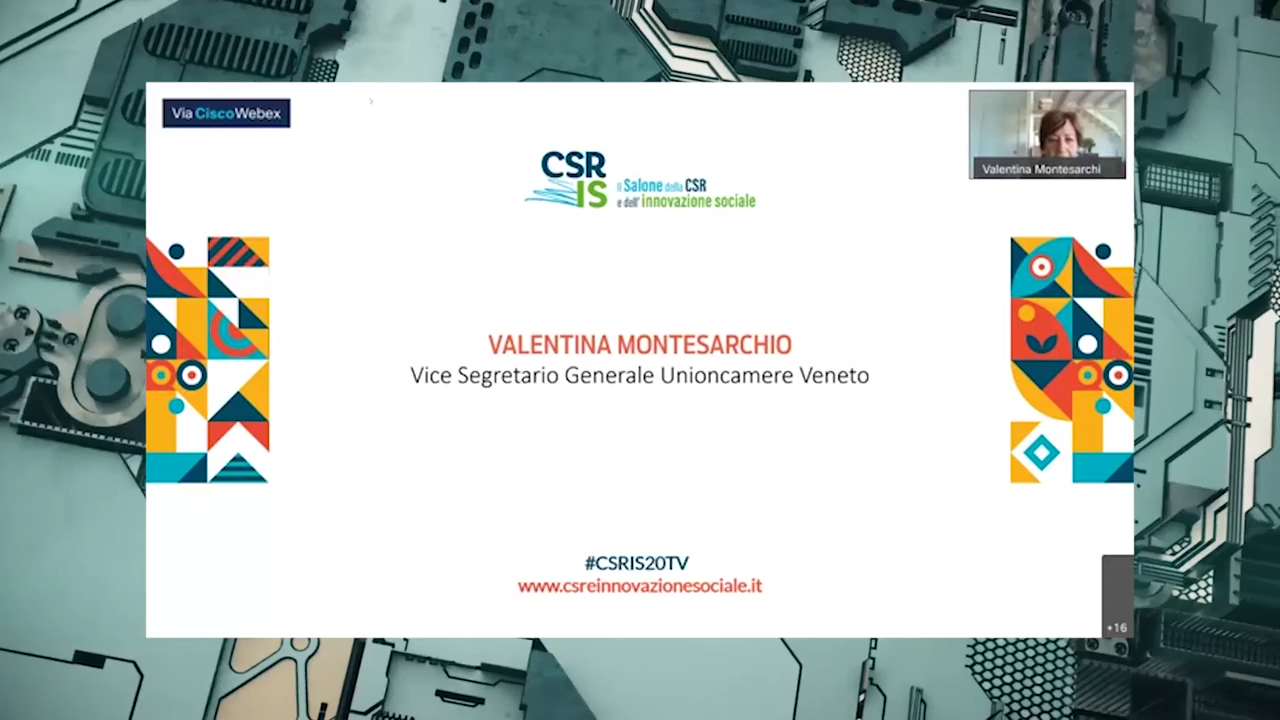 Via CiscoWebex
Valentina Montesarchi
CSR
IS
il Salone della CSR
e dell'innovazione sociale
VALENTINA MONTESARCHIO
Vice Segretario Generale Unioncamere Veneto
#CSRIS20TV
www.csreinnovazionesociale.it
+16